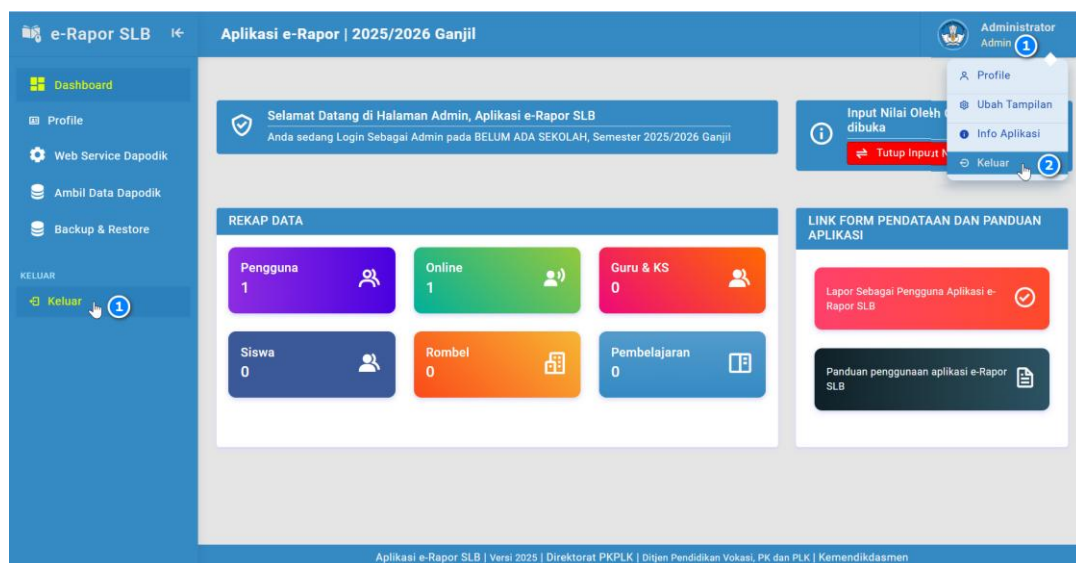 e-Rapor SLB
Aplikasi e-Rapor | 2025/2026 Ganjil
Administrator
Admin
1
Dashboard
Profile
Web Service Dapodik
Ambil Data Dapodik
Backup & Restore
KELUAR
Keluar
1
Profile
Ubah Tampilan
Info Aplikasi
Keluar
2
Selamat Datang di Halaman Admin, Aplikasi e-Rapor SLB
Anda sedang Login Sebagai Admin pada BELUM ADA SEKOLAH, Semester 2025/2026 Ganjil
Input Nilai Oleh
dibuka
Tutup Input
REKAP DATA
Pengguna
1
Online
1
Guru & KS
0
Siswa
0
Rombel
0
Pembelajaran
0
LINK FORM PENDATAAN DAN PANDUAN
APLIKASI
Lapor Sebagai Pengguna Aplikasi e-
Rapor SLB
Panduan penggunaan aplikasi e-Rapor
SLB
Aplikasi e-Rapor SLB | Versi 2025 | Direktorat PKPLK | Ditjen Pendidikan Vokasi, PK dan PLK | Kemendikdasmen